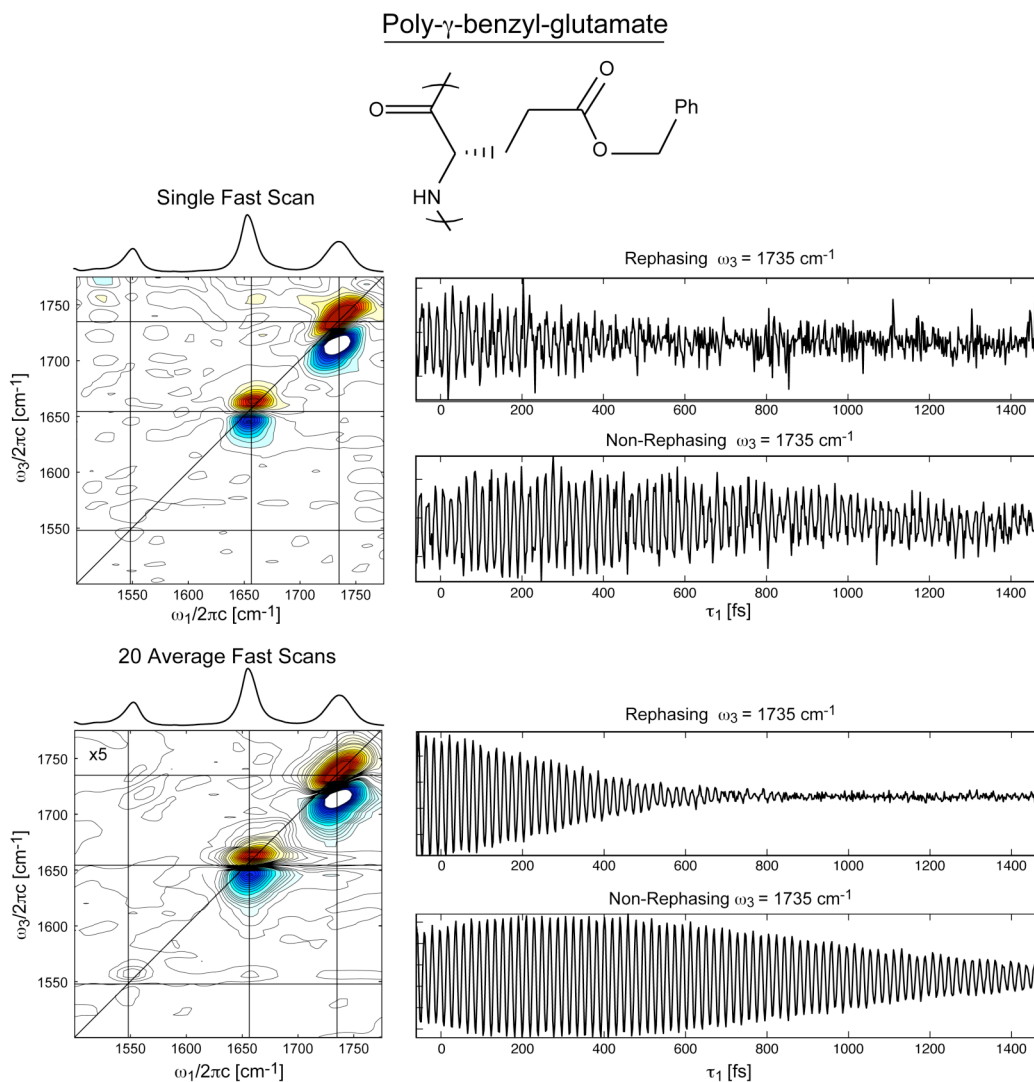 Poly-γ-benzyl-glutamate
O
O
O
Ph
HN
Single Fast Scan
1750
1700
1650
1600
1550
ω3/2πc [cm-1]
1550 1600 1650 1700 1750
ω1/2πc [cm-1]
Rephasing ω3 = 1735 cm-1
0 200 400 600 800 1000 1200 1400
Non-Rephasing ω3 = 1735 cm-1
0 200 400 600 800 1000 1200 1400
τ1 [fs]
20 Average Fast Scans
x5
1750
1700
1650
1600
1550
ω3/2πc [cm-1]
1550 1600 1650 1700 1750
ω1/2πc [cm-1]
Rephasing ω3 = 1735 cm-1
0 200 400 600 800 1000 1200 1400
Non-Rephasing ω3 = 1735 cm-1
0 200 400 600 800 1000 1200 1400
τ1 [fs]